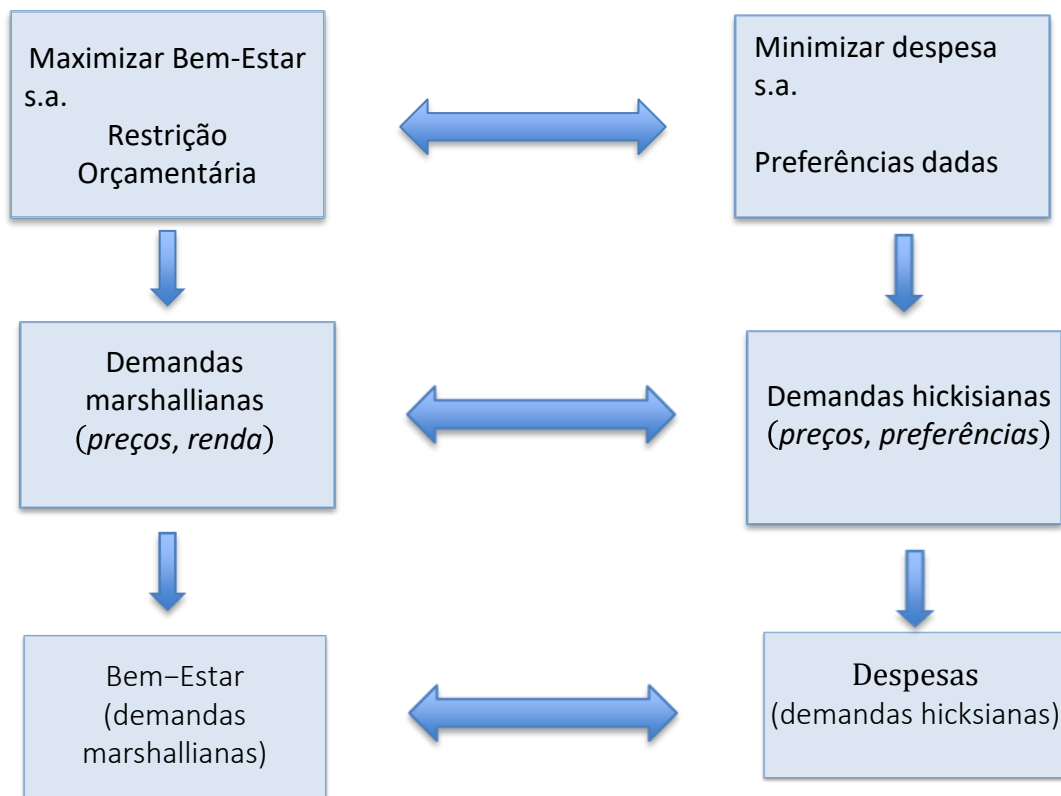 Maximizar Bem-Estar
s.a.
Restrição
Orçamentária
Minimizar despesa
s.a.
Preferências dadas
Demandas
marshallianas
(preços, renda)
Demandas hickisianas
(preços, preferências)
Bem−Estar
(demandas
marshallianas)
Despesas
(demandas hicksianas)